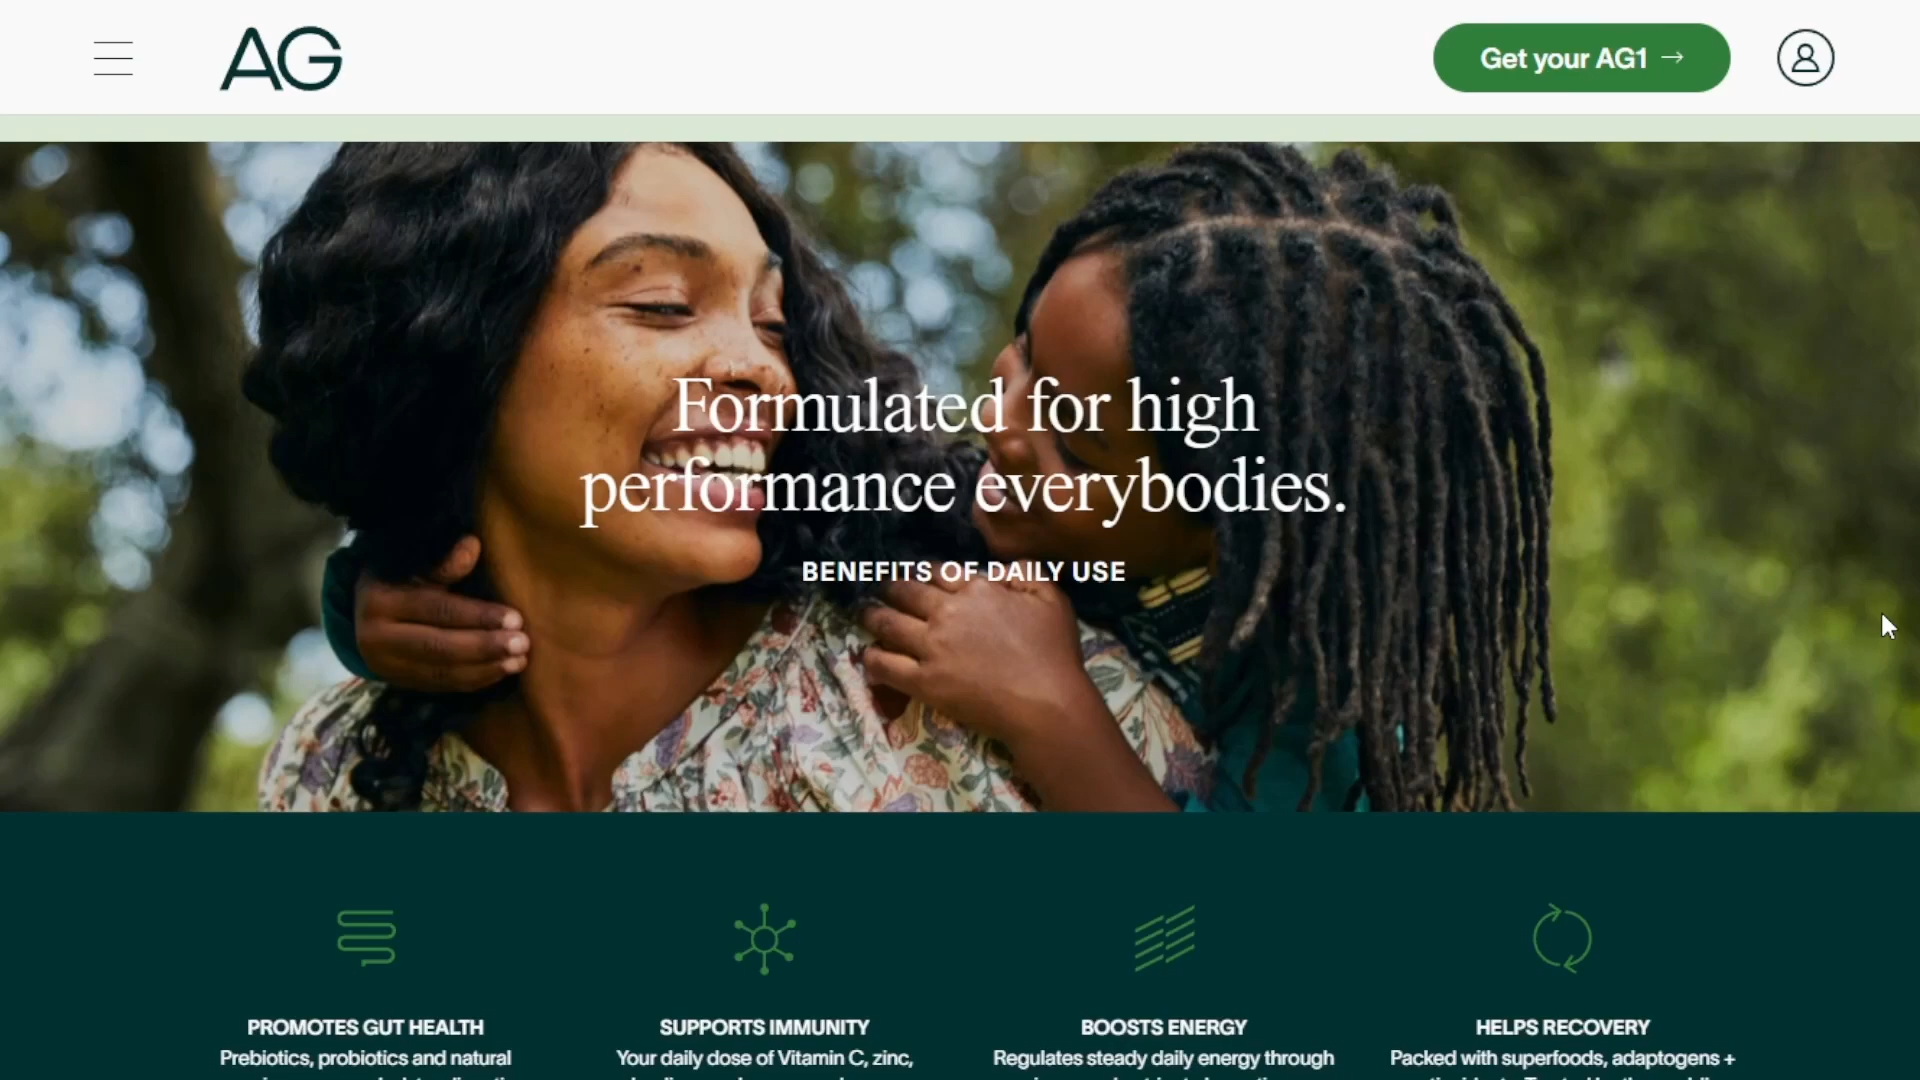 AG
Get your AG1 →
Formulated for high
performance everybodies.
BENEFITS OF DAILY USE
PROMOTES GUT HEALTH
SUPPORTS IMMUNITY
BOOSTS ENERGY
HELPS RECOVERY
Prebiotics, probiotics and natural
Your daily dose of Vitamin C, zinc,
Regulates steady daily energy through
Packed with superfoods, adaptogens +